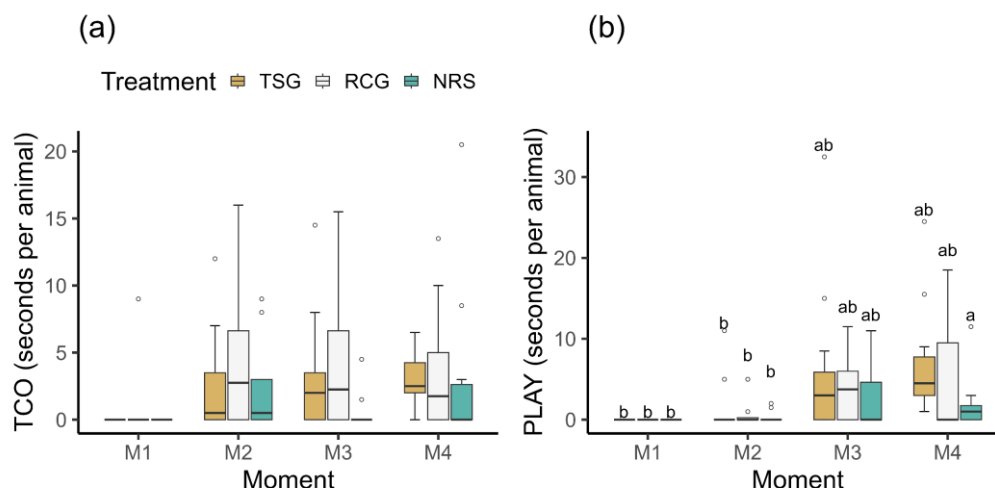 (a)
Treatment TSG RCG NRS
TCO (seconds per animal)
20
15
10
5
0
M1 M2 M3 M4
Moment
(b)
PLAY (seconds per animal)
30
20
10
0
b b b
b b b
ab ab ab
ab ab a
M1 M2 M3 M4
Moment